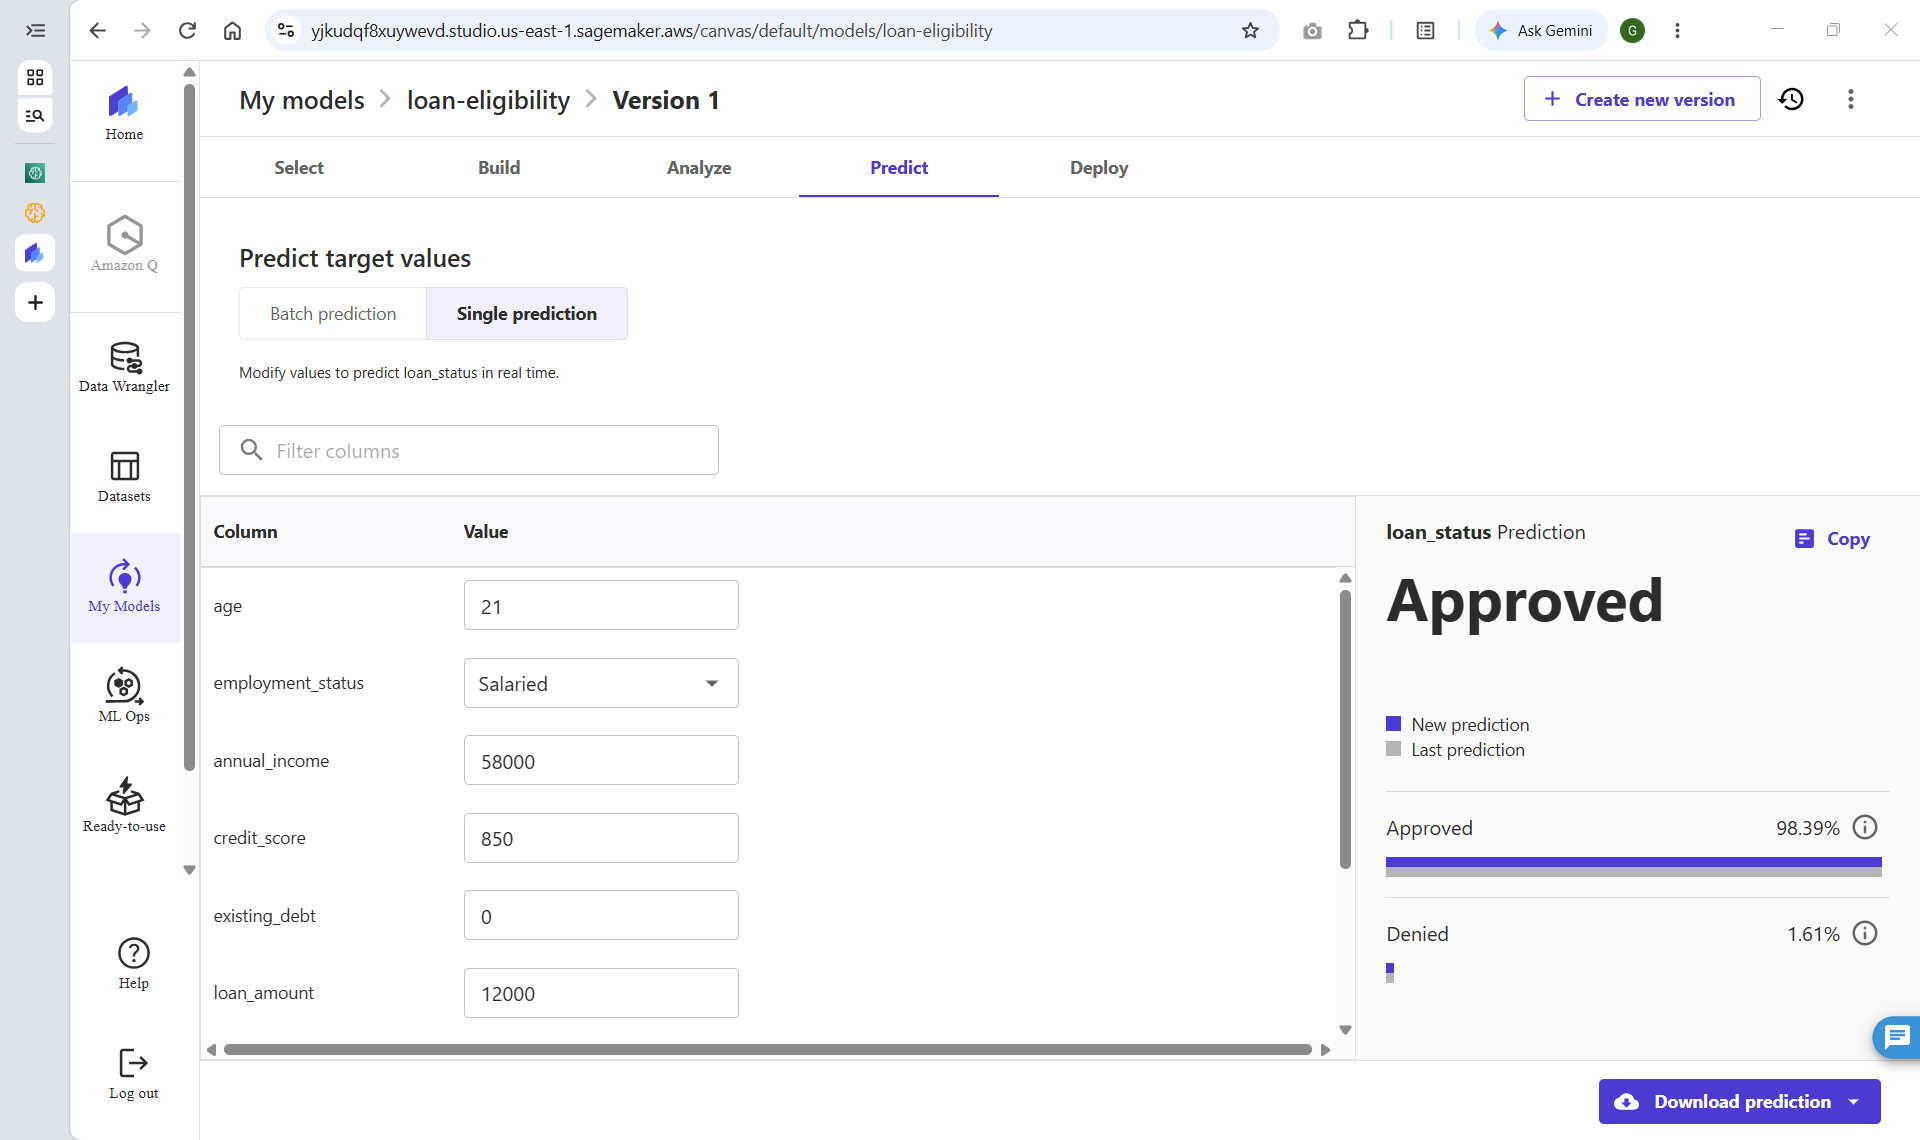 yjkudqf8xuywevd.studio.us-east-1.sagemaker.aws/canvas/default/models/loan-eligibility
Ask Gemini
G
Home
Amazon Q
Data Wrangler
Datasets
My Models
ML Ops
Ready-to-use
Help
Log out
My models > loan-eligibility > Version 1
+ Create new version
Select Build Analyze Predict Deploy
Predict target values
Batch prediction Single prediction
Modify values to predict loan_status in real time.
Filter columns
Column Value
age 21
employment_status Salaried
annual_income 58000
credit_score 850
existing_debt 0
loan_amount 12000
loan_status Prediction
Copy
Approved
New prediction
Last prediction
Approved 98.39%
Denied 1.61%
Download prediction